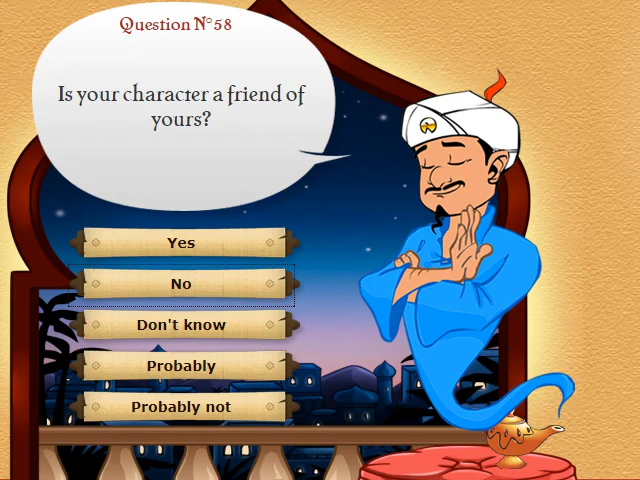 Question N°58
Is your character a friend of
yours?
Yes
No
Don't know
Probably
Probably not